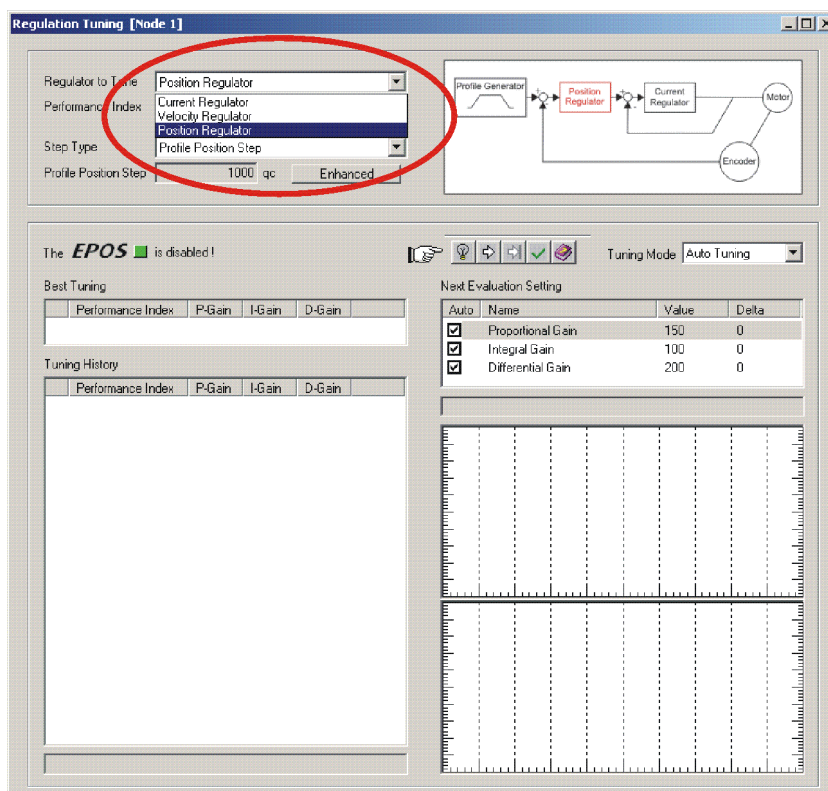 Regulation Tuning [Node 1]
Regulator to Tune Position Regulator
Performance Index Current Regulator
Velocity Regulator
Position Regulator
Step Type Profile Position Step
Profile Position Step 1000 qc Enhanced
Profile Generator
+
-
Position Regulator
+
-
Current Regulator
Motor
Encoder
The EPOS is disabled !
Tuning Mode Auto Tuning
Best Tuning
Performance Index P-Gain I-Gain D-Gain
Tuning History
Performance Index P-Gain I-Gain D-Gain
Next Evaluation Setting
Auto Name Value Delta
Proportional Gain 150 0
Integral Gain 100 0
Differential Gain 200 0